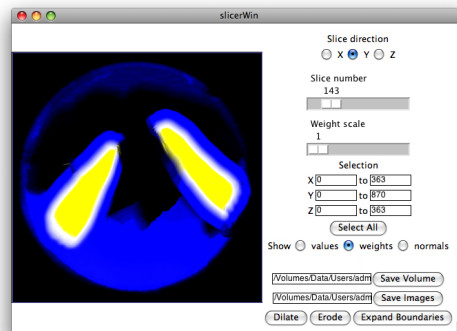 slicerWin
Slice direction
X Y Z
Slice number
143
Weight scale
1
Selection
X 0 to 363
Y 0 to 870
Z 0 to 363
Select All
Show values weights normals
/Volumes/Data/Users/adm Save Volume
/Volumes/Data/Users/adm Save Images
Dilate Erode Expand Boundaries